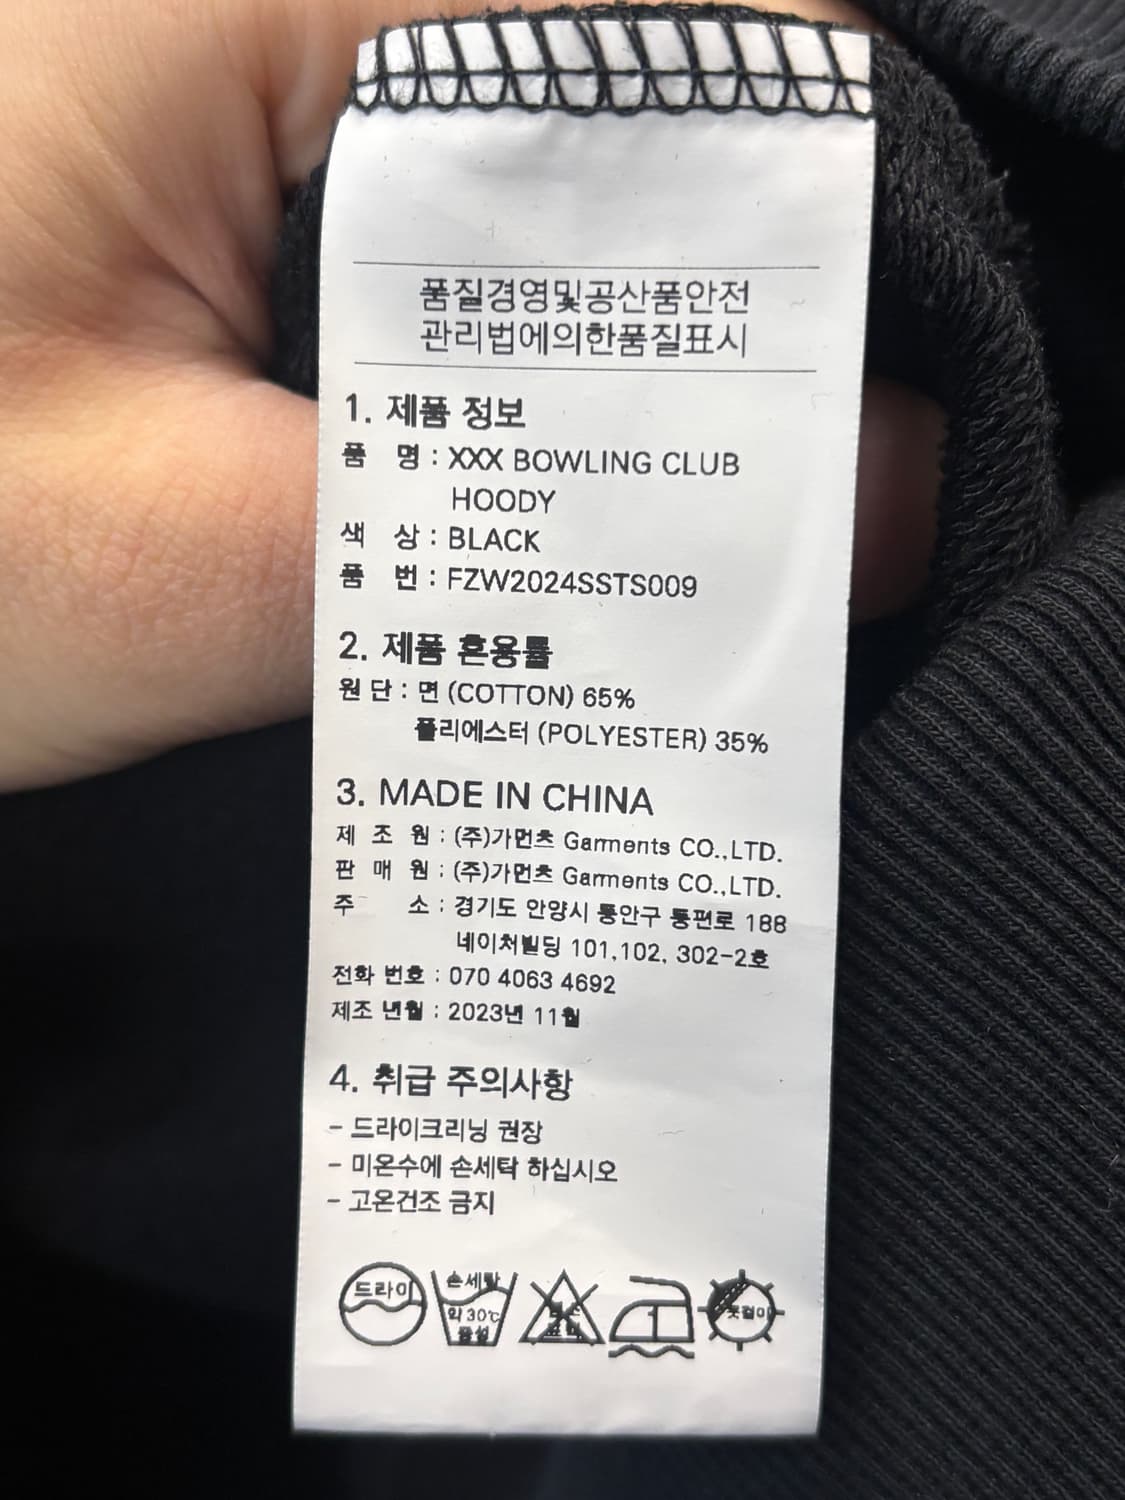 품질경영및공산품안전
관리법에의한품질표시
1. 제품 정보
품 명 : XXX BOWLING CLUB
HOODY
색 상 : BLACK
품 번 : FZW2024SSTS009
2. 제품 혼용률
원 단 : 면 (COTTON) 65%
폴리에스터 (POLYESTER) 35%
3. MADE IN CHINA
제 조 원 : (주)가먼츠 Garments CO.,LTD.
판 매 원 : (주)가먼츠 Garments CO.,LTD.
주 소 : 경기도 안양시 동안구 동편로 188
네이처빌딩 101,102, 302-2호
전화 번호 : 070 4063 4692
제조 년월 : 2023년 11월
4. 취급 주의사항
- 드라이크리닝 권장
- 미온수에 손세탁 하십시오
- 고온건조 금지
드라이
손세탁
약 30℃
중성
1
옷걸이